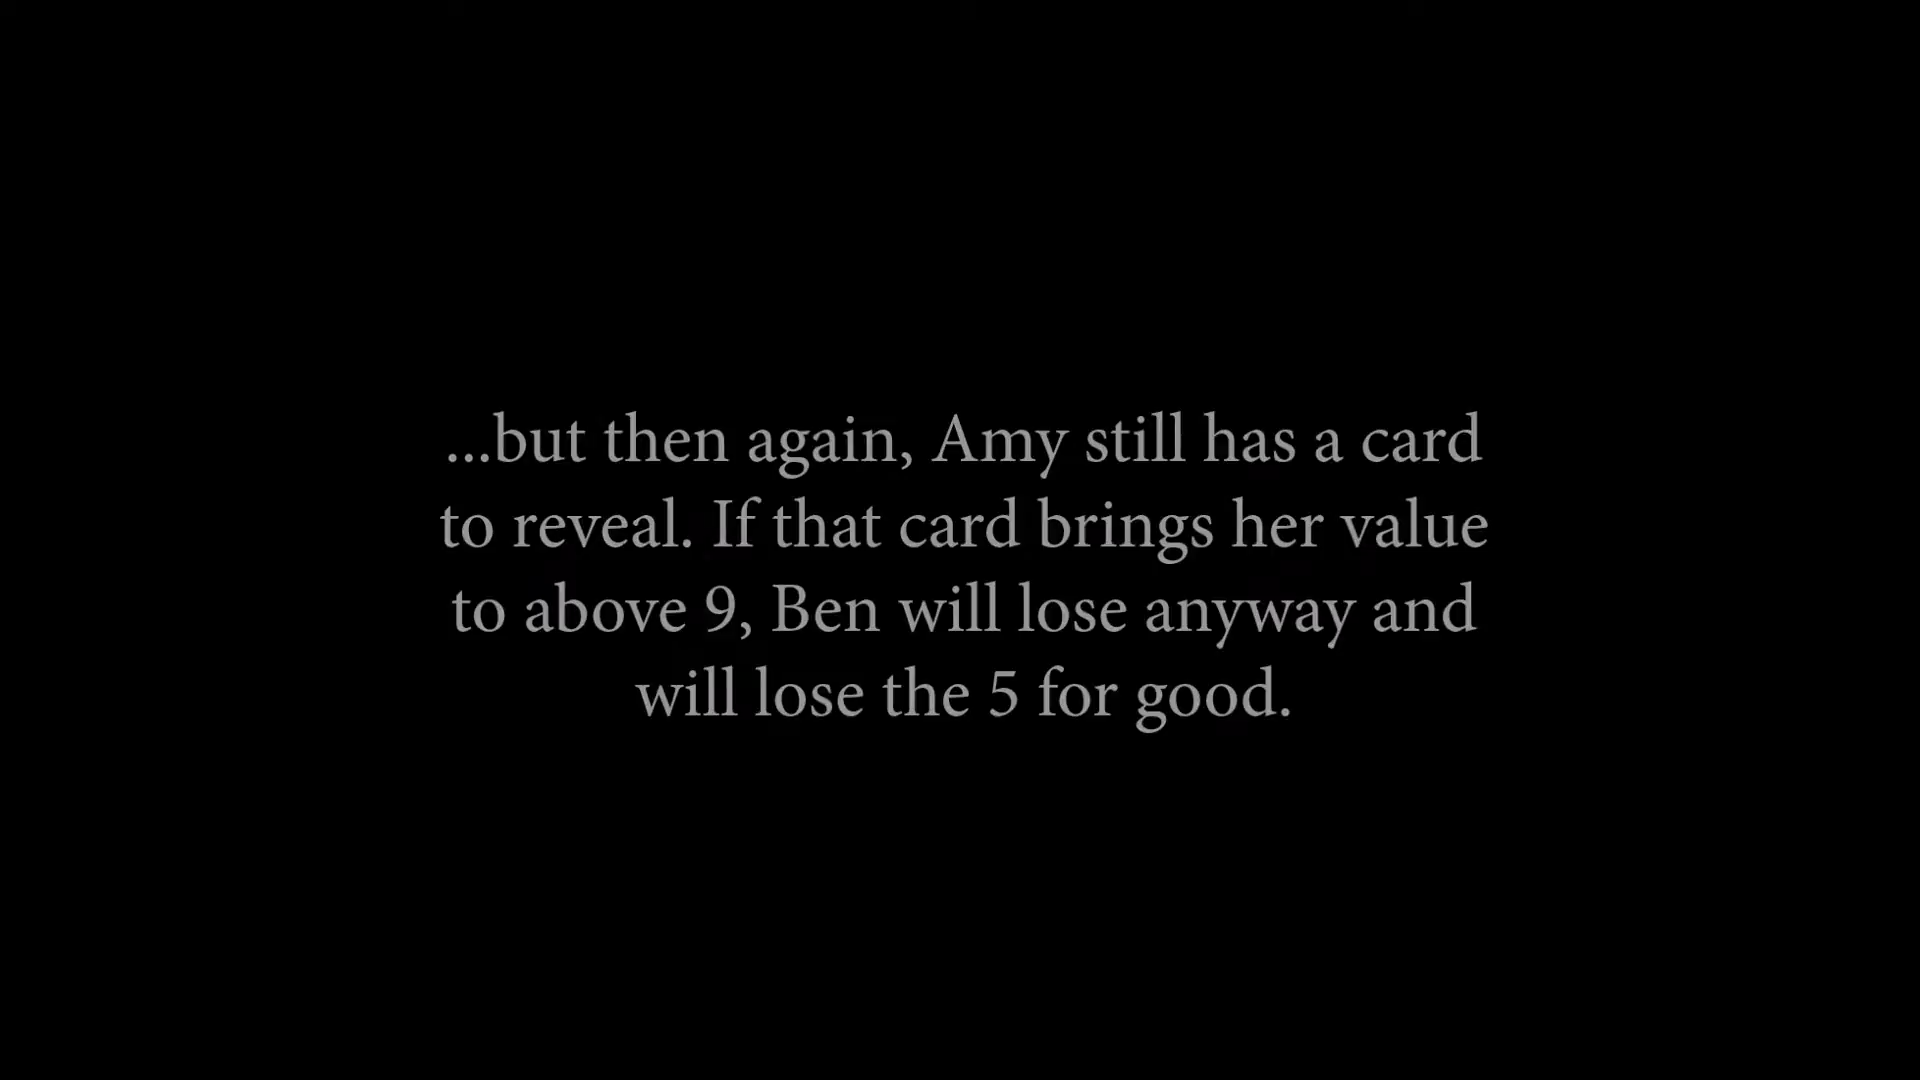 ...but then again, Amy still has a card
to reveal. If that card brings her value
to above 9, Ben will lose anyway and
will lose the 5 for good.